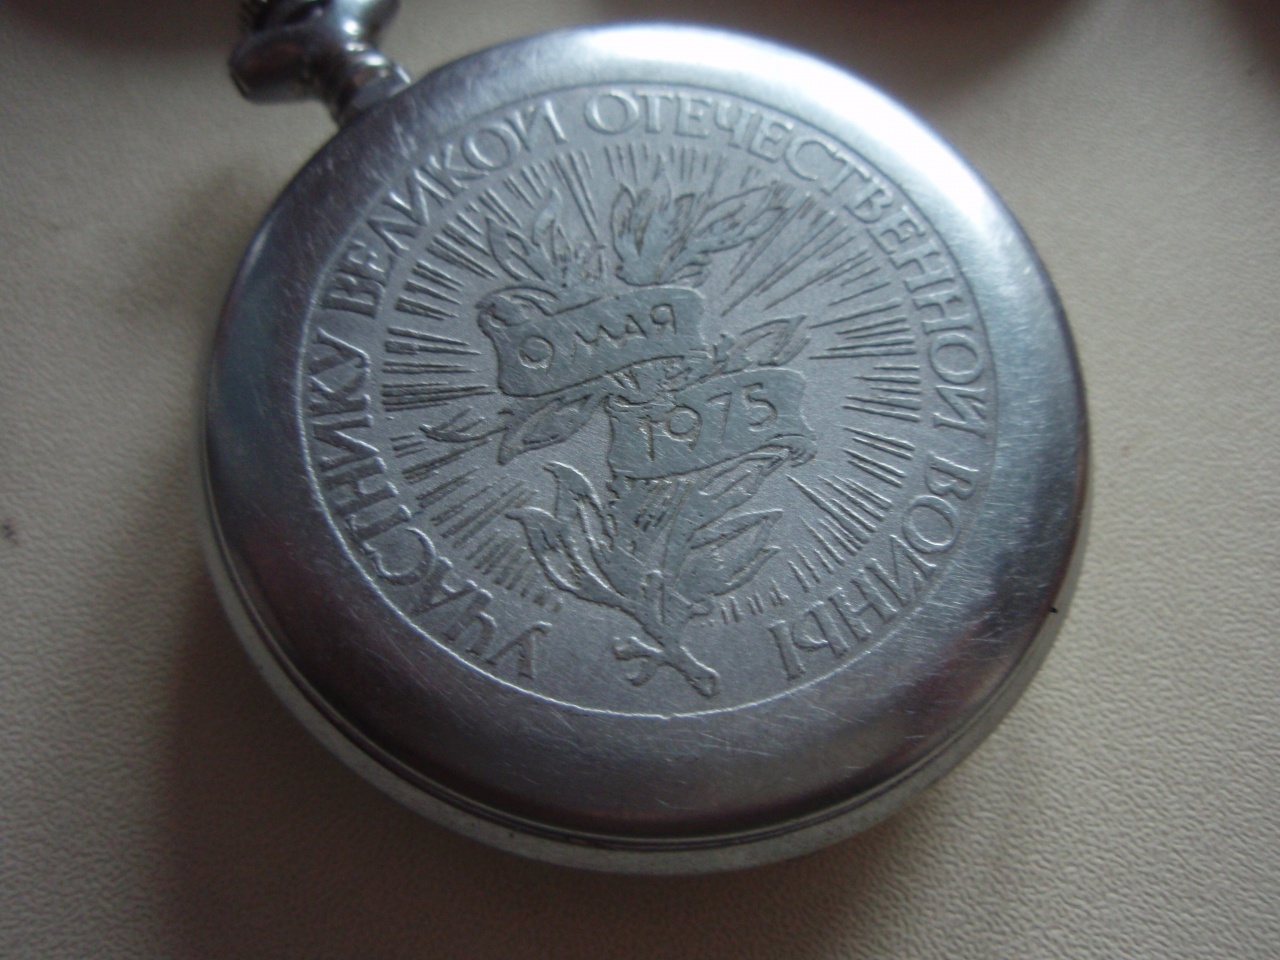 УЧАСТНИКУ ВЕЛИКОЙ ОТЕЧЕСТВЕННОЙ ВОЙНЫ
9 МАЯ
1975